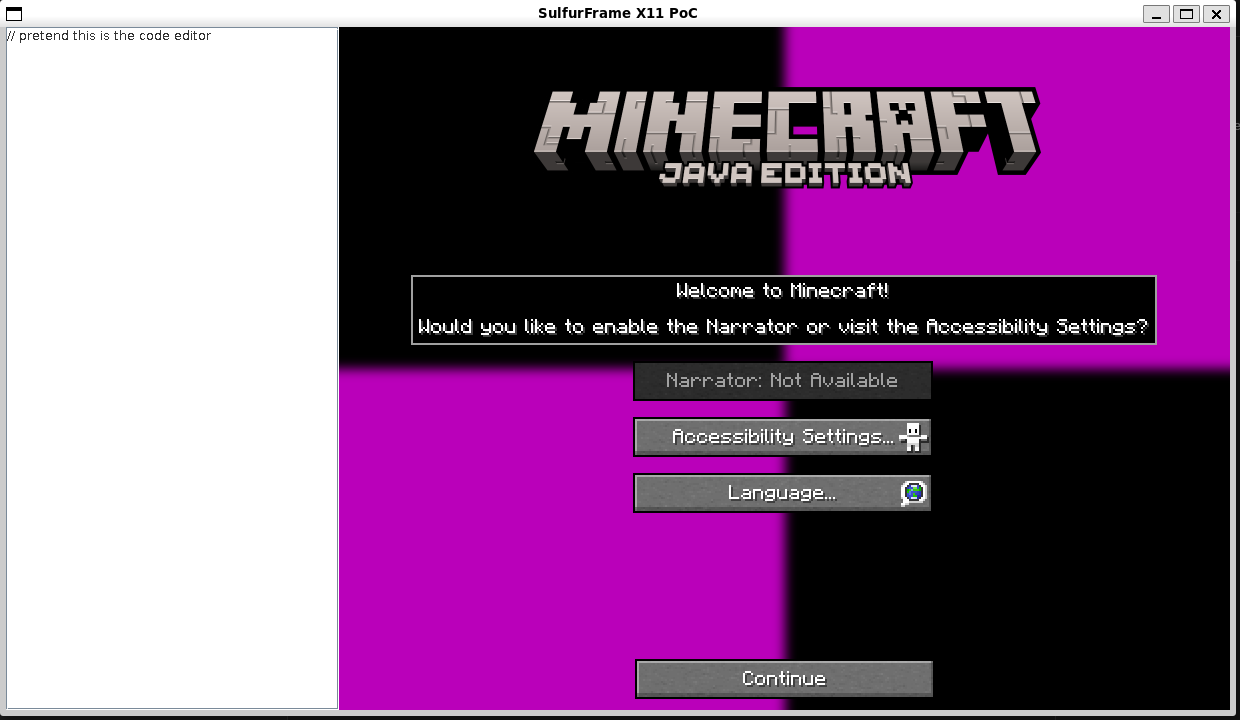 SulfurFrame X11 PoC
// pretend this is the code editor
MINECRAFT
JAVA EDITION
Welcome to Minecraft!
Would you like to enable the Narrator or visit the Accessibility Settings?
Narrator: Not Available
Accessibility Settings...
Language...
Continue